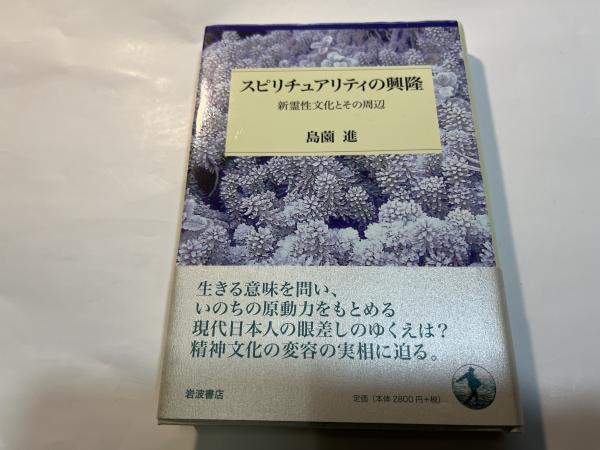 スピリチュアリティの興隆
新霊性文化とその周辺
島薗 進
生きる意味を問い、
いのちの原動力をもとめる
現代日本人の眼差しのゆくえは？
精神文化の変容の実相に迫る。
岩波書店
定価（本体2800円＋税）